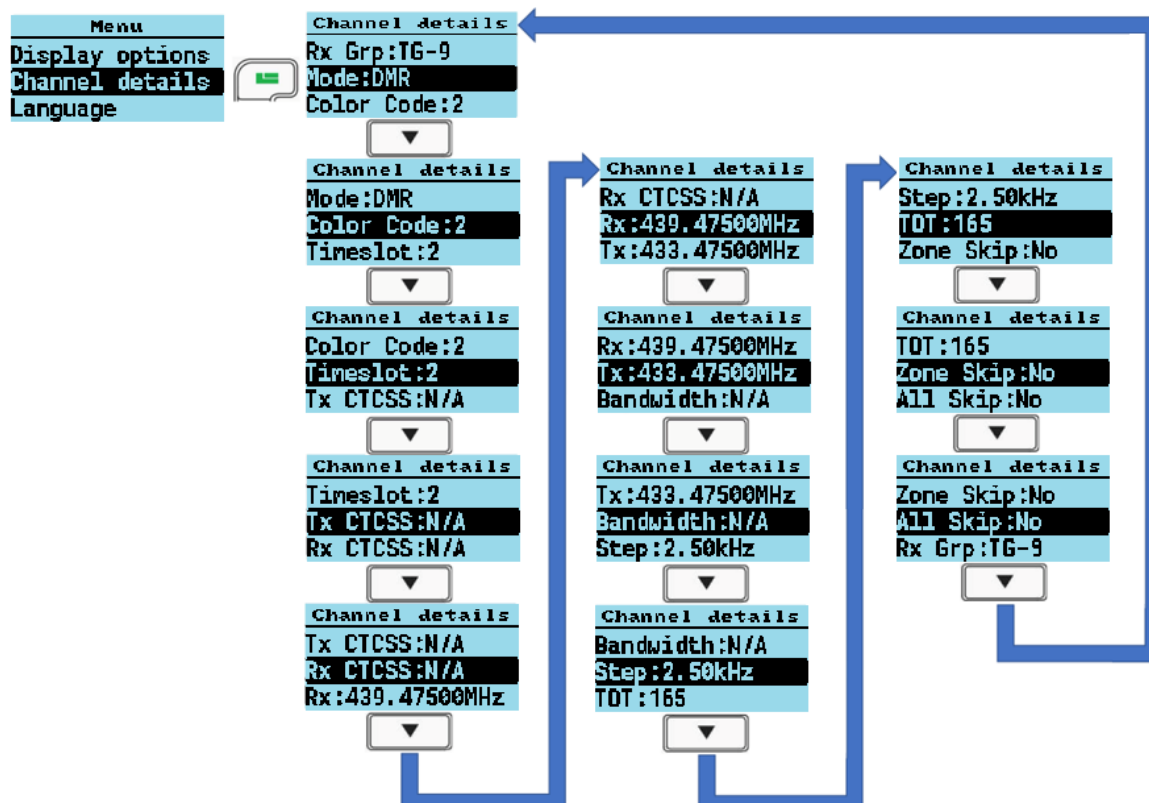 Menu
Display options
Channel details
Language
Channel details
Rx Grp:TG-9
Mode:DMR
Color Code:2
Channel details
Mode:DMR
Color Code:2
Timeslot:2
Channel details
Color Code:2
Timeslot:2
Tx CTCSS:N/A
Channel details
Timeslot:2
Tx CTCSS:N/A
Rx CTCSS:N/A
Channel details
Tx CTCSS:N/A
Rx CTCSS:N/A
Rx:439.47500MHz
Channel details
Rx CTCSS:N/A
Rx:439.47500MHz
Tx:433.47500MHz
Channel details
Rx:439.47500MHz
Tx:433.47500MHz
Bandwidth:N/A
Channel details
Tx:433.47500MHz
Bandwidth:N/A
Step:2.50kHz
Channel details
Bandwidth:N/A
Step:2.50kHz
TOT:165
Channel details
Step:2.50kHz
TOT:165
Zone Skip:No
Channel details
TOT:165
Zone Skip:No
All Skip:No
Channel details
Zone Skip:No
All Skip:No
Rx Grp:TG-9